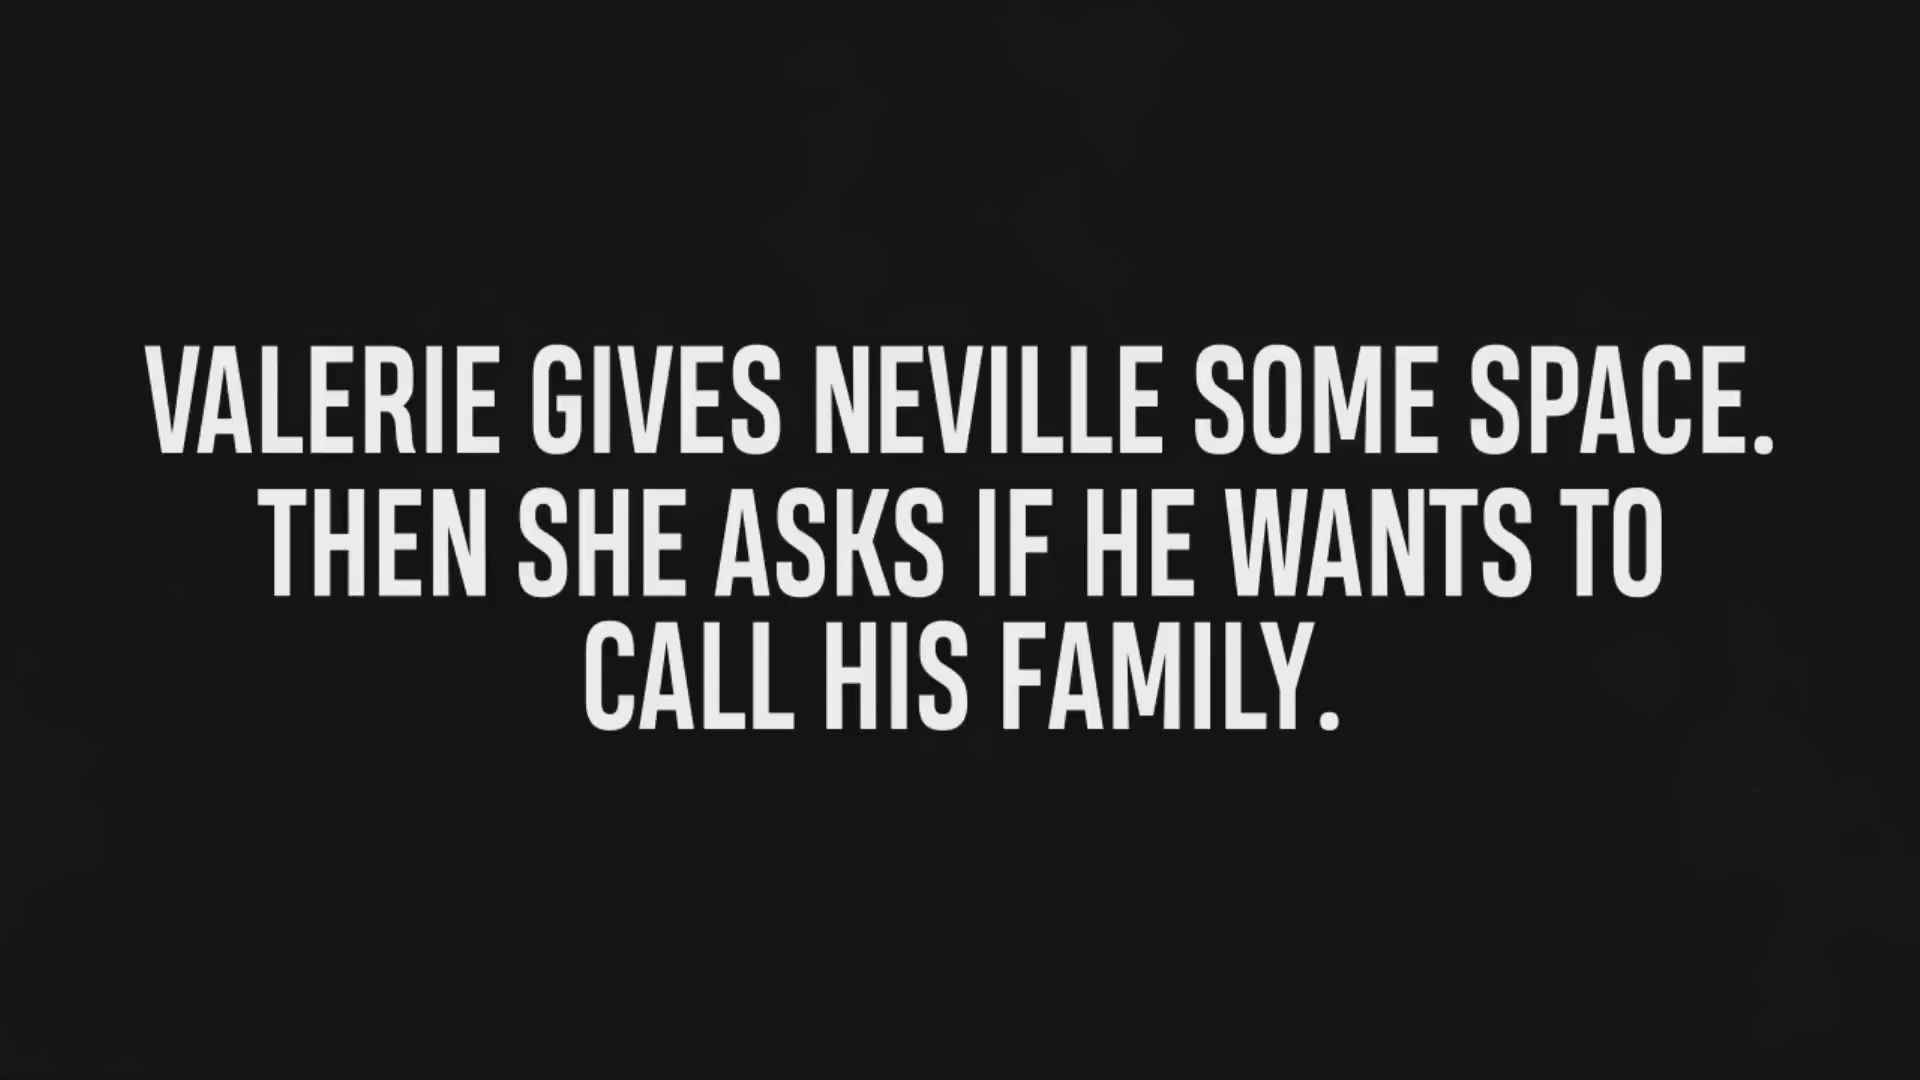 VALERIE GIVES NEVILLE SOME SPACE.
THEN SHE ASKS IF HE WANTS TO
CALL HIS FAMILY.